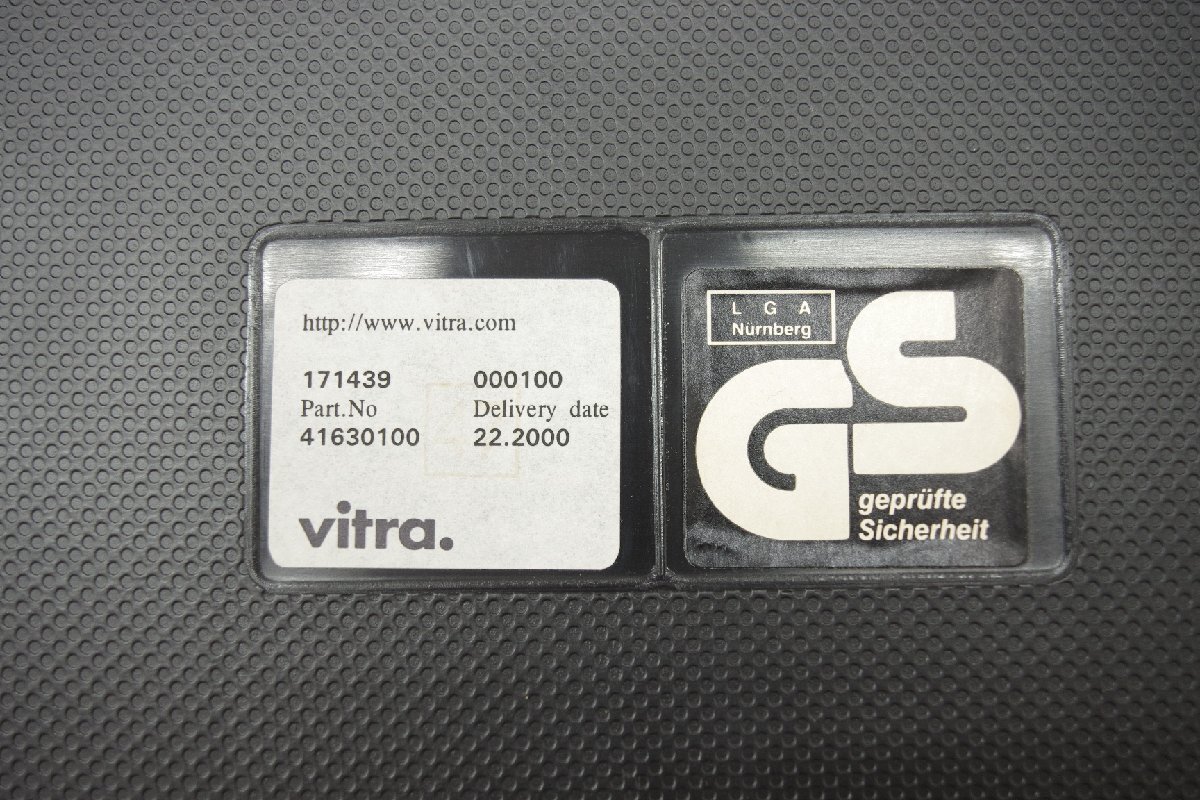 http://www.vitra.com
171439 000100
Part.No Delivery date
41630100 22.2000
vitra.
L G A
Nürnberg
GS
geprüfte
Sicherheit